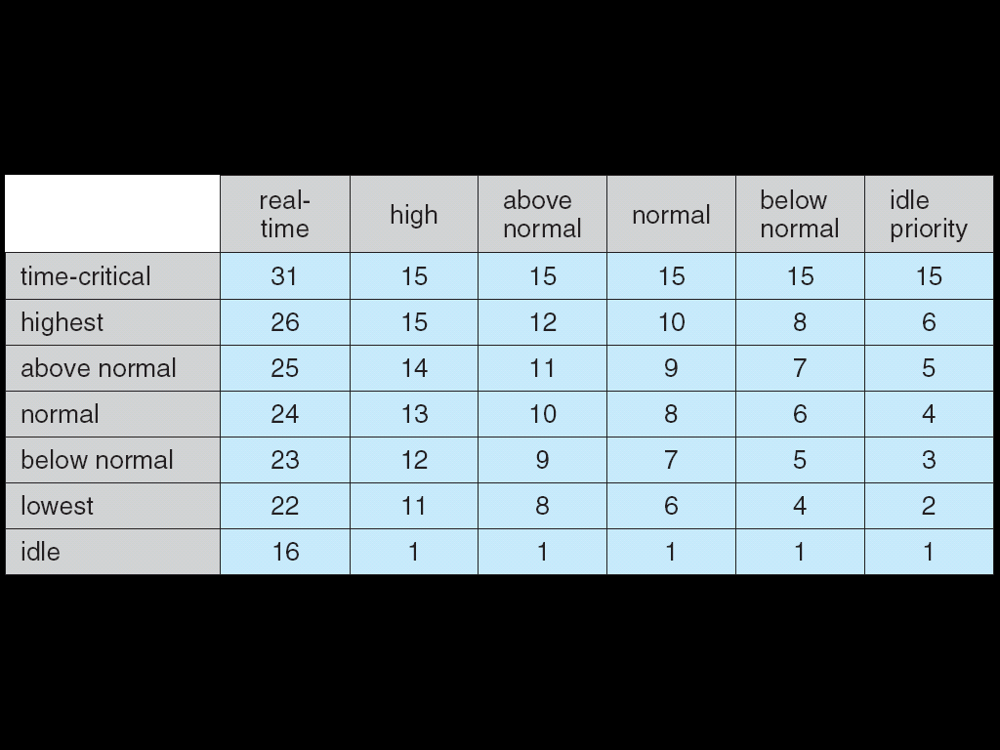 real-time high above normal normal below normal idle priority
time-critical 31 15 15 15 15 15
highest 26 15 12 10 8 6
above normal 25 14 11 9 7 5
normal 24 13 10 8 6 4
below normal 23 12 9 7 5 3
lowest 22 11 8 6 4 2
idle 16 1 1 1 1 1